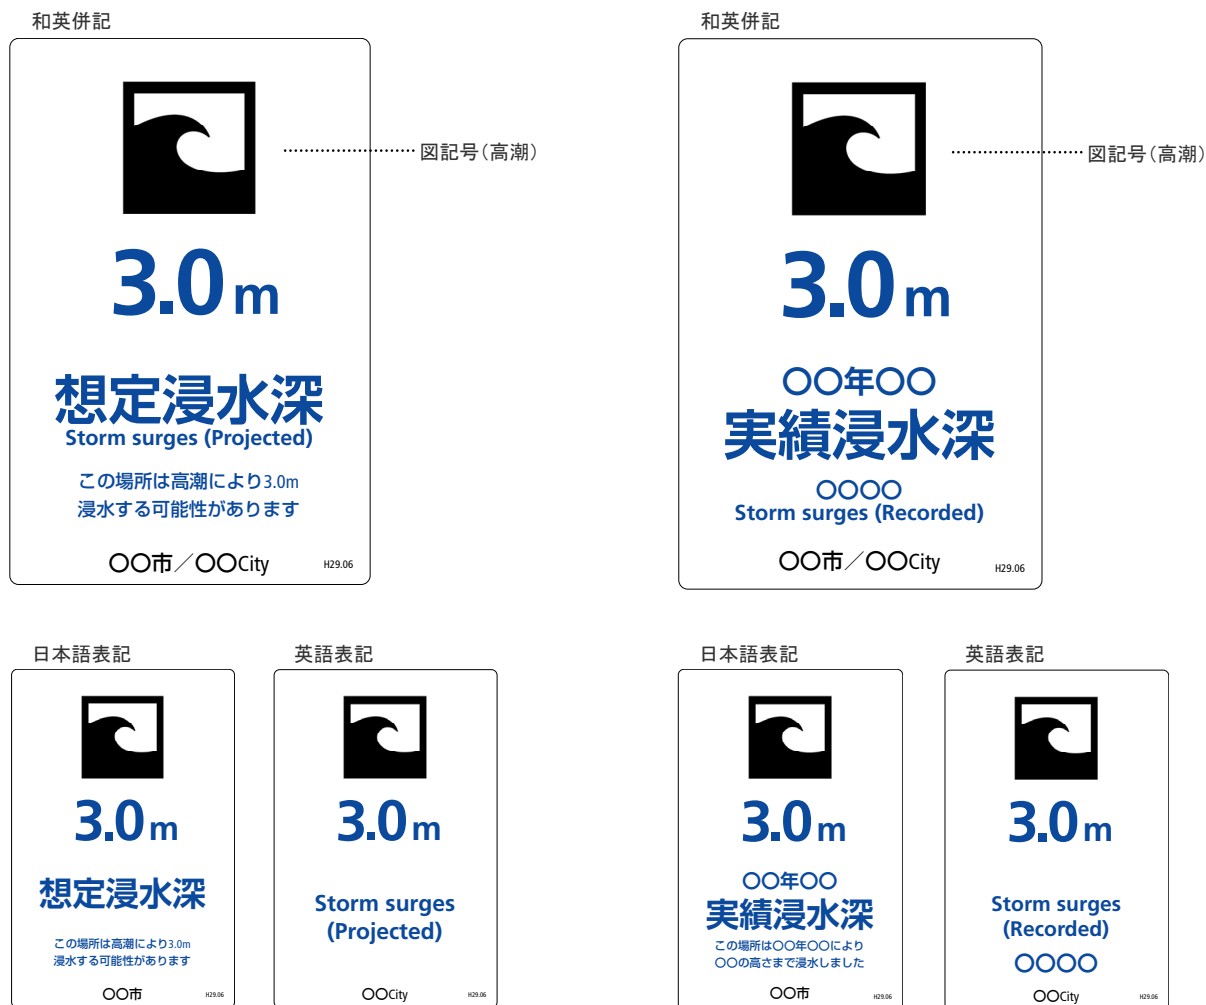 和英併記
図記号(高潮)
3.0m
想定浸水深
Storm surges (Projected)
この場所は高潮により3.0m
浸水する可能性があります
〇〇市／〇〇City
H29.06
和英併記
図記号(高潮)
3.0m
〇〇年〇〇
実績浸水深
〇〇〇〇
Storm surges (Recorded)
〇〇市／〇〇City
H29.06
日本語表記
3.0m
想定浸水深
この場所は高潮により3.0m
浸水する可能性があります
〇〇市
H29.06
英語表記
3.0m
Storm surges
(Projected)
〇〇City
H29.06
日本語表記
3.0m
〇〇年〇〇
実績浸水深
この場所は〇〇年〇〇により
〇〇の高さまで浸水しました
〇〇市
H29.06
英語表記
3.0m
Storm surges
(Recorded)
〇〇〇〇
〇〇City
H29.06